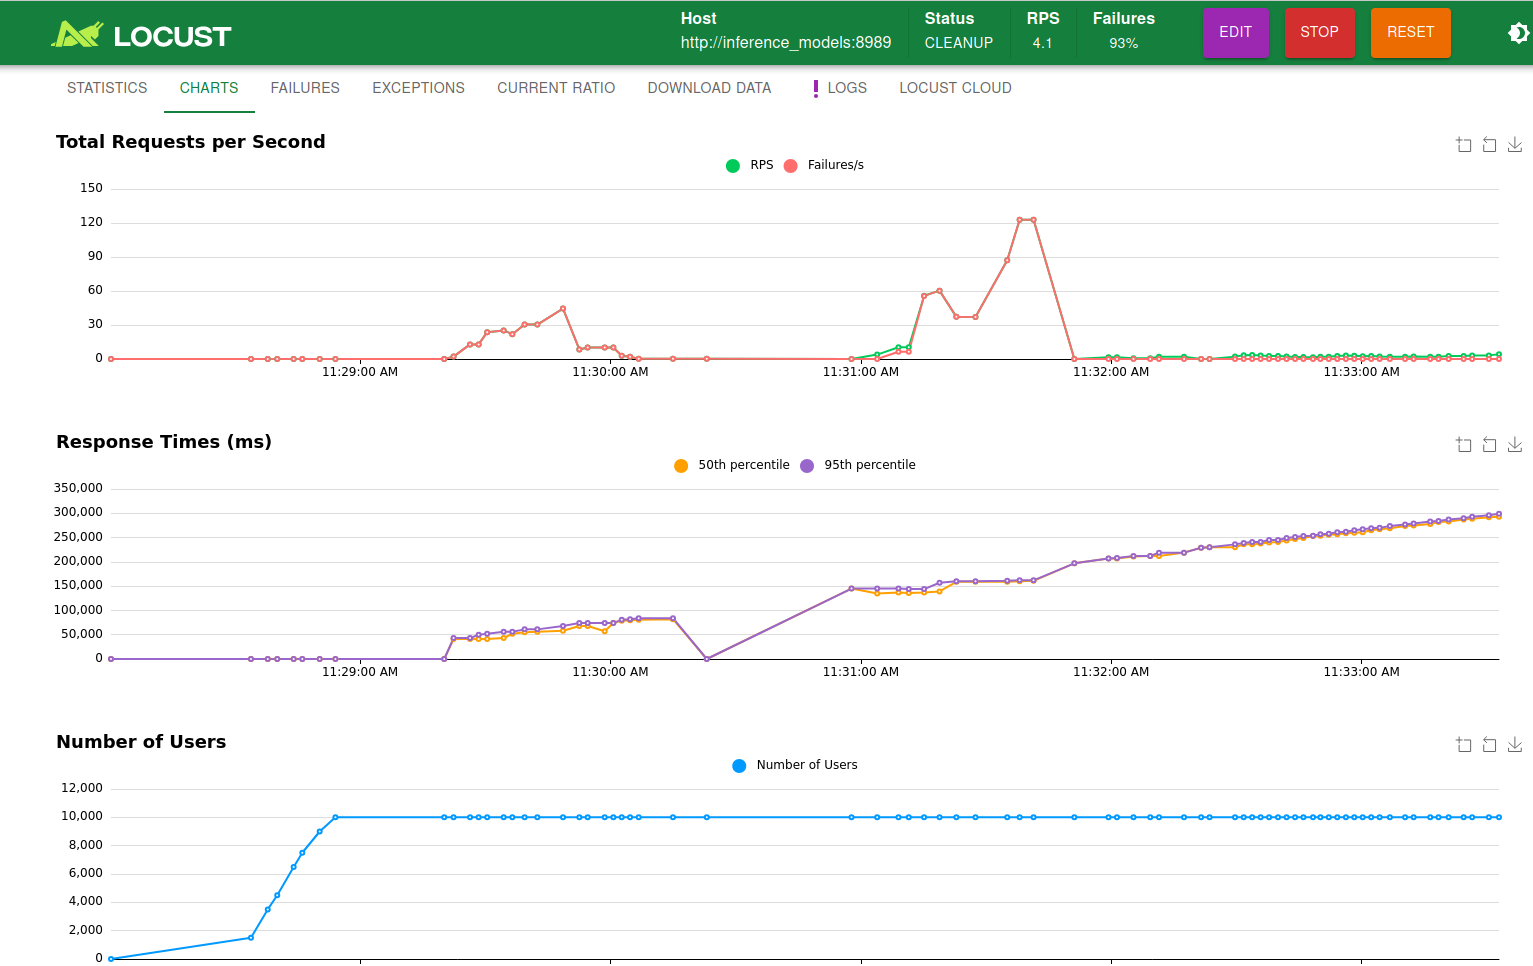 LOCUST
Host
http://inference_models:8989
Status
CLEANUP
RPS
4.1
Failures
93%
EDIT
STOP
RESET
STATISTICS
CHARTS
FAILURES
EXCEPTIONS
CURRENT RATIO
DOWNLOAD DATA
LOGS
LOCUST CLOUD
Total Requests per Second
RPS
Failures/s
150
120
90
60
30
0
11:29:00 AM
11:30:00 AM
11:31:00 AM
11:32:00 AM
11:33:00 AM
Response Times (ms)
50th percentile
95th percentile
350,000
300,000
250,000
200,000
150,000
100,000
50,000
0
11:29:00 AM
11:30:00 AM
11:31:00 AM
11:32:00 AM
11:33:00 AM
Number of Users
Number of Users
12,000
10,000
8,000
6,000
4,000
2,000
0